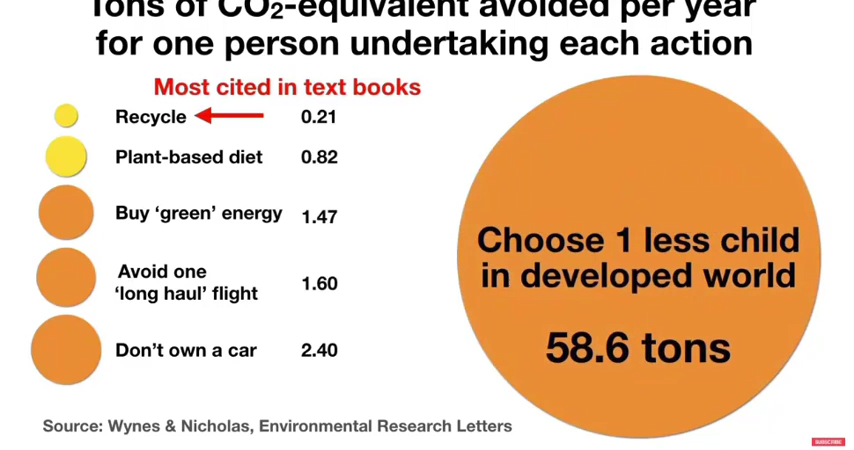 Tons of CO₂-equivalent avoided per year
for one person undertaking each action
Most cited in text books
Recycle 0.21
Plant-based diet 0.82
Buy ‘green’ energy 1.47
Avoid one
‘long haul’ flight 1.60
Don’t own a car 2.40
Choose 1 less child
in developed world
58.6 tons
Source: Wynes & Nicholas, Environmental Research Letters
SUBSCRIBE